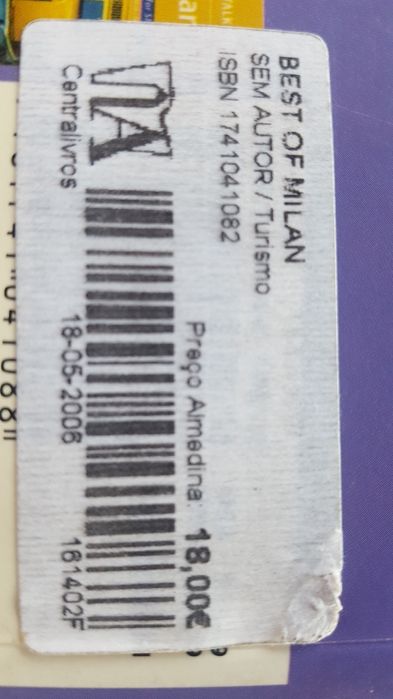 BEST OF MILAN
SEM AUTOR / Turismo
ISBN 1741041082
Preço Almedina: 18,00€
Centralivros
18-05-2006
161402F